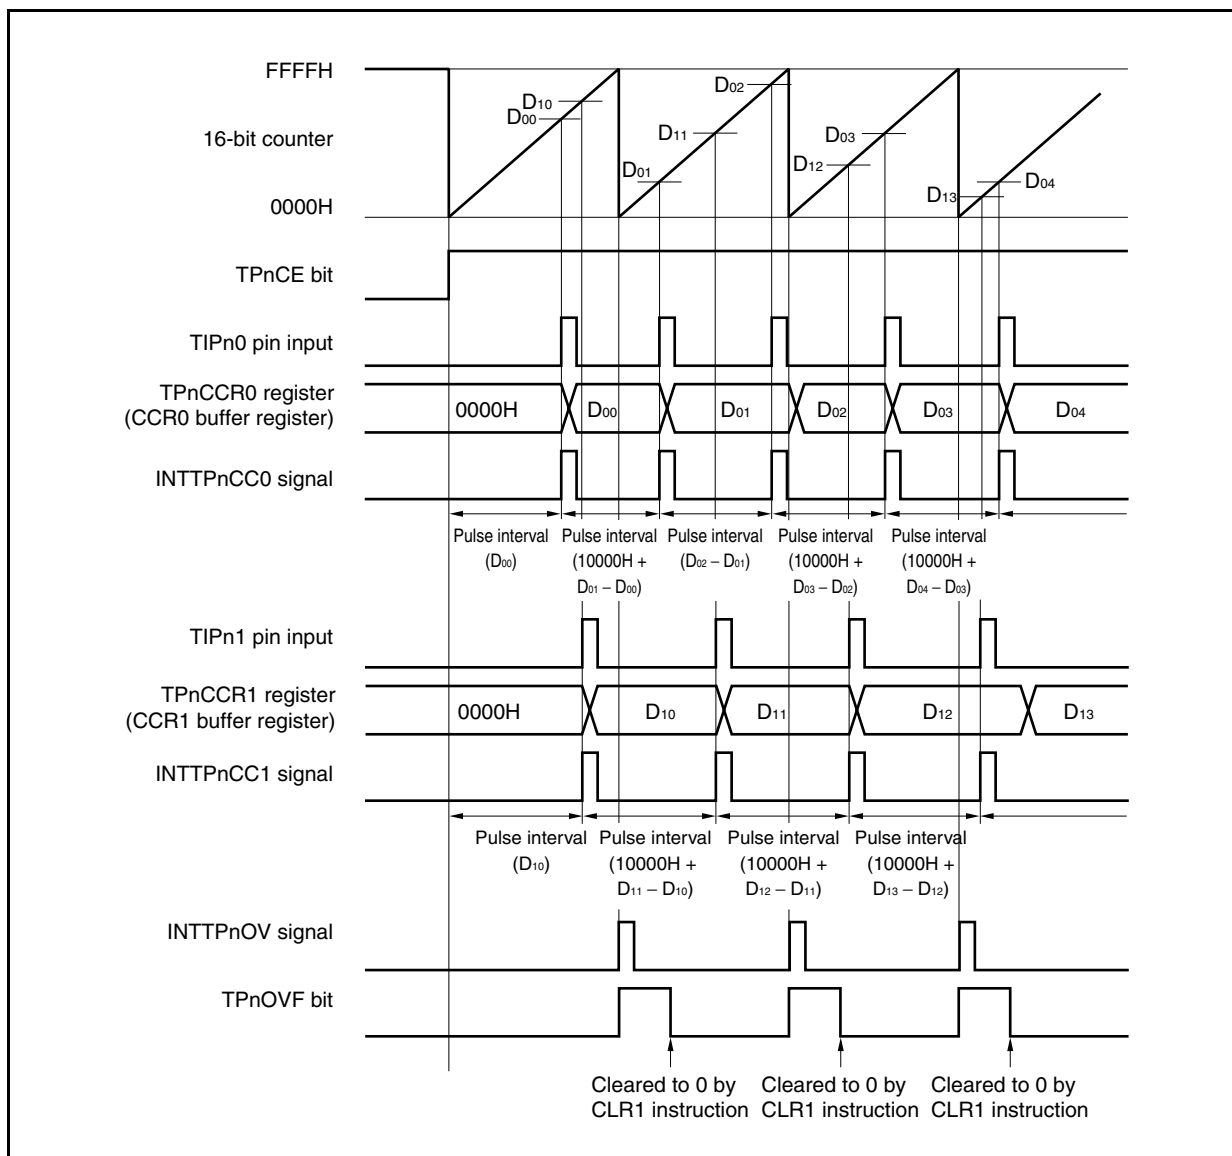 FFFFH
D10
D00
D02
D11
D03
16-bit counter
D01
D12
D13
D04
0000H
TPnCE bit
TIPn0 pin input
TPnCCR0 register
(CCR0 buffer register)
0000H
D00
D01
D02
D03
D04
INTTPnCC0 signal
Pulse interval
(D00)
Pulse interval
(10000H +
D01 – D00)
Pulse interval
(D02 – D01)
Pulse interval
(10000H +
D03 – D02)
Pulse interval
(10000H +
D04 – D03)
TIPn1 pin input
TPnCCR1 register
(CCR1 buffer register)
0000H
D10
D11
D12
D13
INTTPnCC1 signal
Pulse interval
(D10)
Pulse interval
(10000H +
D11 – D10)
Pulse interval
(10000H +
D12 – D11)
Pulse interval
(10000H +
D13 – D12)
INTTPnOV signal
TPnOVF bit
Cleared to 0 by
CLR1 instruction
Cleared to 0 by
CLR1 instruction
Cleared to 0 by
CLR1 instruction